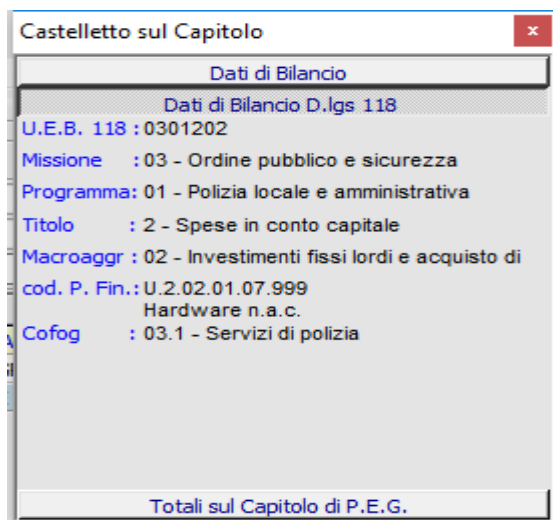 Castelletto sul Capitolo
x
Dati di Bilancio
Dati di Bilancio D.lgs 118
U.E.B. 118 : 0301202
Missione : 03 - Ordine pubblico e sicurezza
Programma: 01 - Polizia locale e amministrativa
Titolo : 2 - Spese in conto capitale
Macroaggr : 02 - Investimenti fissi lordi e acquisto di
cod. P. Fin.: U.2.02.01.07.999
Hardware n.a.c.
Cofog : 03.1 - Servizi di polizia
Totali sul Capitolo di P.E.G.